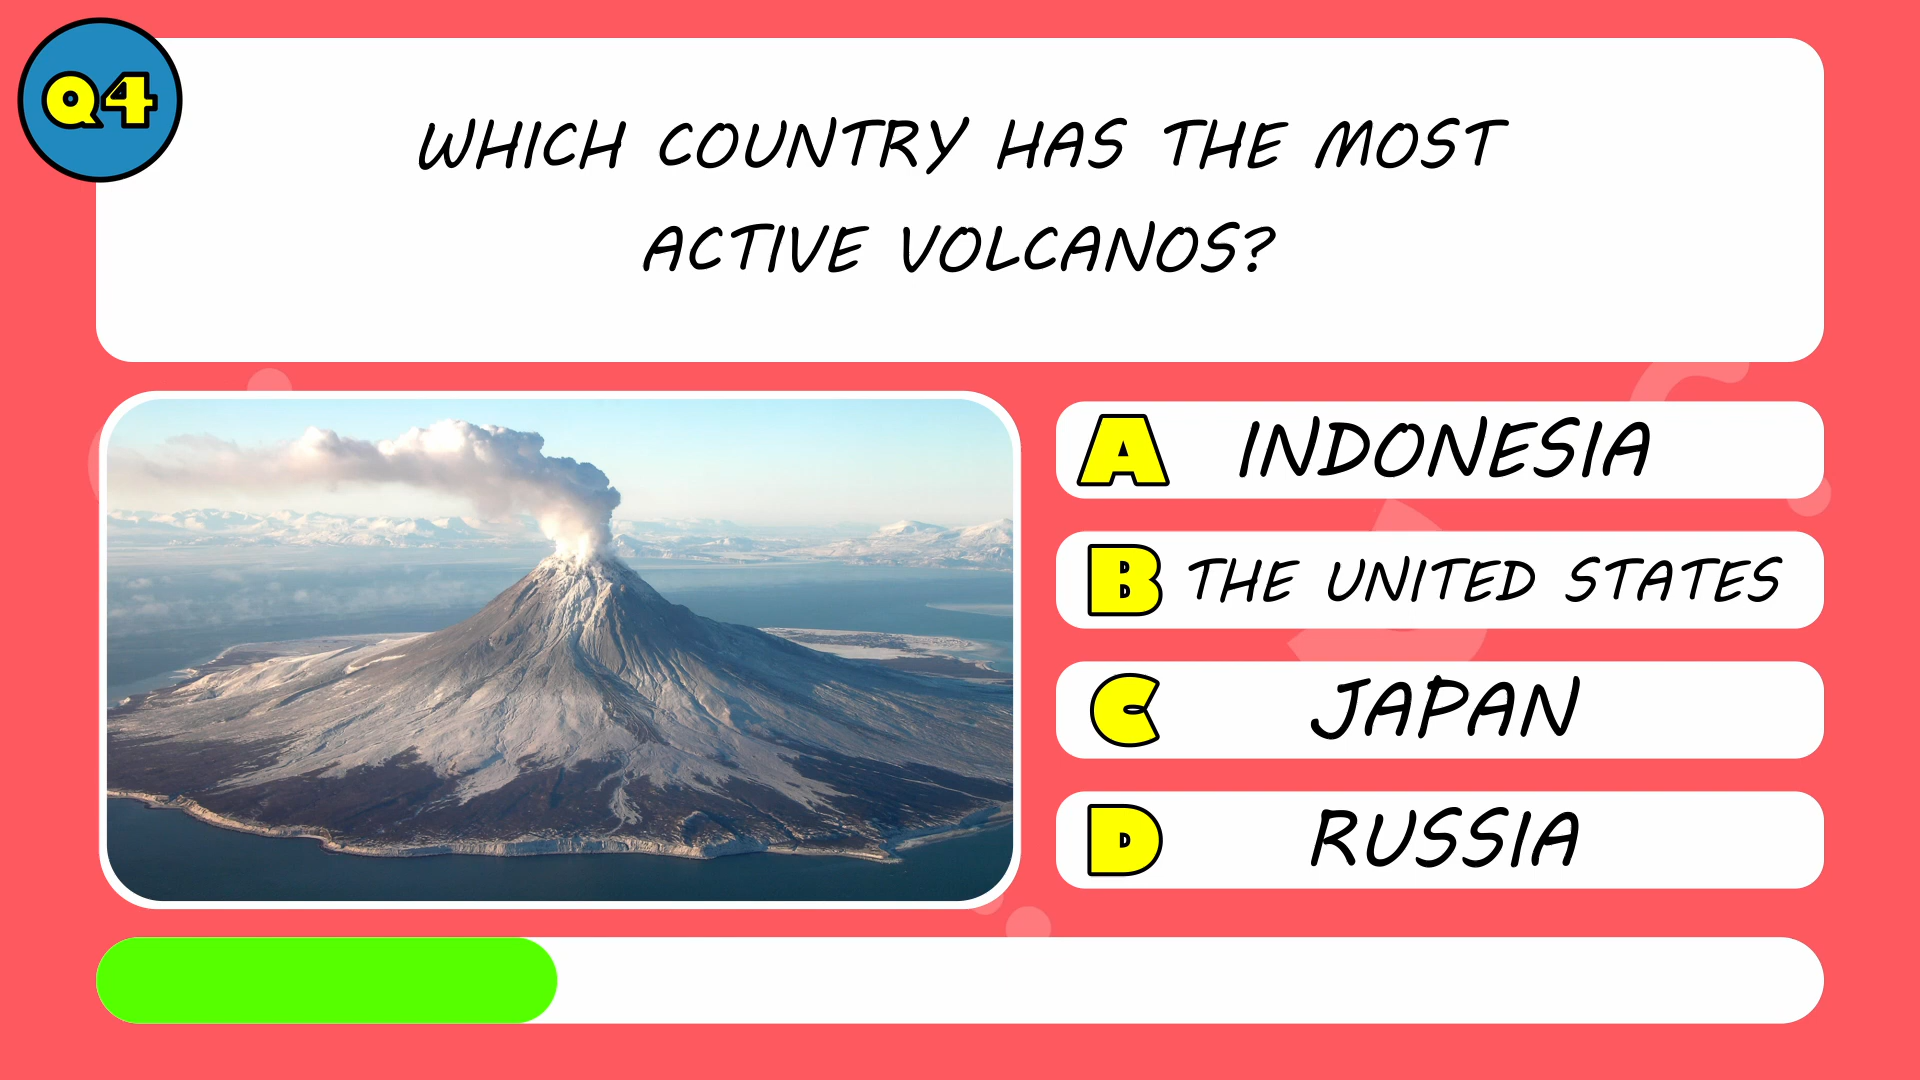 Q4
WHICH COUNTRY HAS THE MOST
ACTIVE VOLCANOS?
A INDONESIA
B THE UNITED STATES
C JAPAN
D RUSSIA